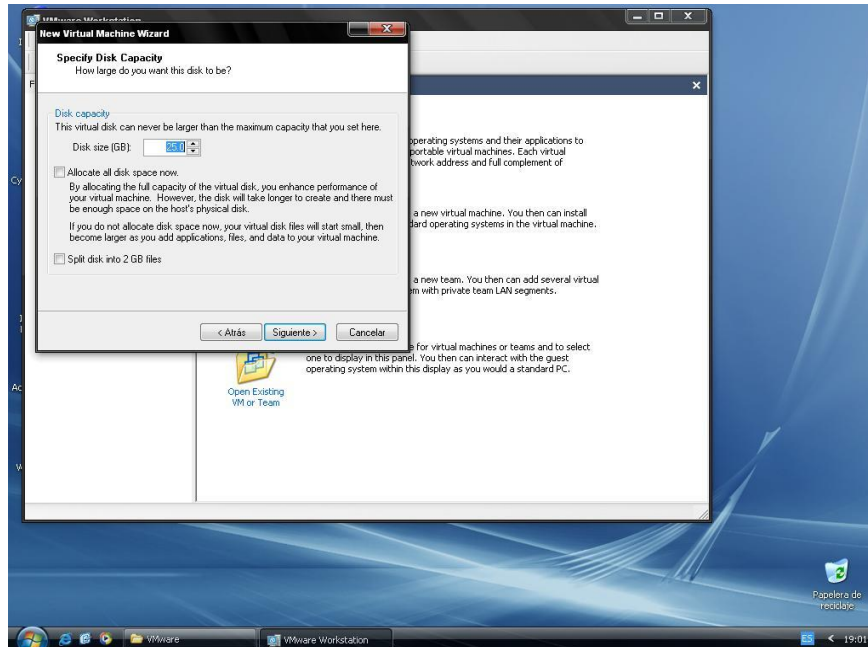 VMware Workstation
New Virtual Machine Wizard
Specify Disk Capacity
How large do you want this disk to be?
Disk capacity
This virtual disk can never be larger than the maximum capacity that you set here.
Disk size (GB): 25.0
Allocate all disk space now.
By allocating the full capacity of the virtual disk, you enhance performance of
your virtual machine. However, the disk will take longer to create and there must
be enough space on the host's physical disk.
If you do not allocate disk space now, your virtual disk files will start small, then
become larger as you add applications, files, and data to your virtual machine.
Split disk into 2 GB files
< Atrás Siguiente > Cancelar
operating systems and their applications to
portable virtual machines. Each virtual
twork address and full complement of
a new virtual machine. You then can install
dard operating systems in the virtual machine.
a new team. You then can add several virtual
em with private team LAN segments.
e for virtual machines or teams and to select
one to display in this panel. You then can interact with the guest
operating system within this display as you would a standard PC.
Open Existing
VM or Team
Cy
Ac
Papelera de
reciclaje
VMware
VMware Workstation
ES
19:01